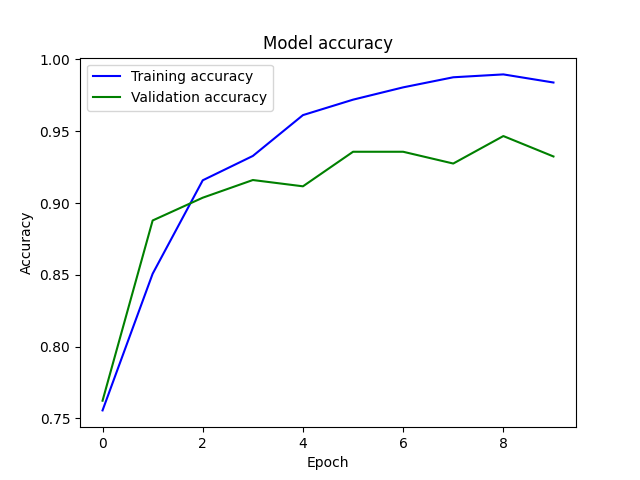 Model accuracy
Training accuracy
Validation accuracy
1.00
0.95
0.90
0.85
0.80
0.75
Accuracy
0 2 4 6 8
Epoch